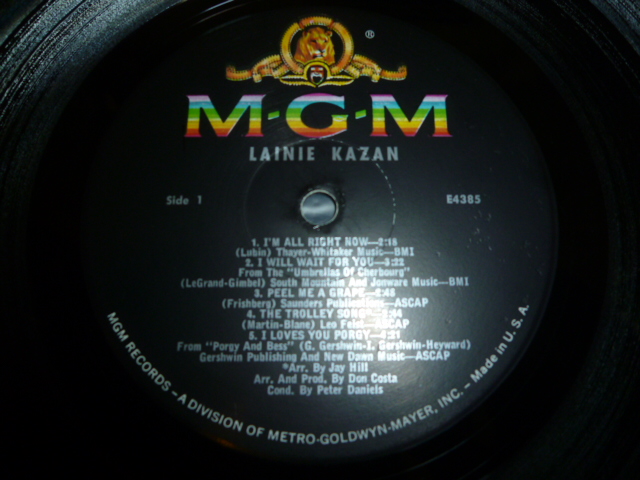 ®
M-G-M
LAINIE KAZAN
Side 1
E4385
1. I'M ALL RIGHT NOW—2:18
(Lubin) Thayer-Whitaker Music—BMI
2. I WILL WAIT FOR YOU—3:22
From The "Umbrellas Of Cherbourg"
(LeGrand-Gimbel) South Mountain And Jonware Music—BMI
3. PEEL ME A GRAPE—2:48
(Frishberg) Saunders Publications—ASCAP
4. THE TROLLEY SONG*
(Martin-Blane) Leo Feist—ASCAP
5. I LOVES YOU PORGY—4:21
From "Porgy And Bess" (G. Gershwin-I. Gershwin-Heyward)
Gershwin Publishing And New Dawn Music—ASCAP
*Arr. By Jay Hill
Arr. And Prod. By Don Costa
Cond. By Peter Daniels
MGM RECORDS – A DIVISION OF METRO-GOLDWYN-MAYER, INC. – Made in U.S.A.